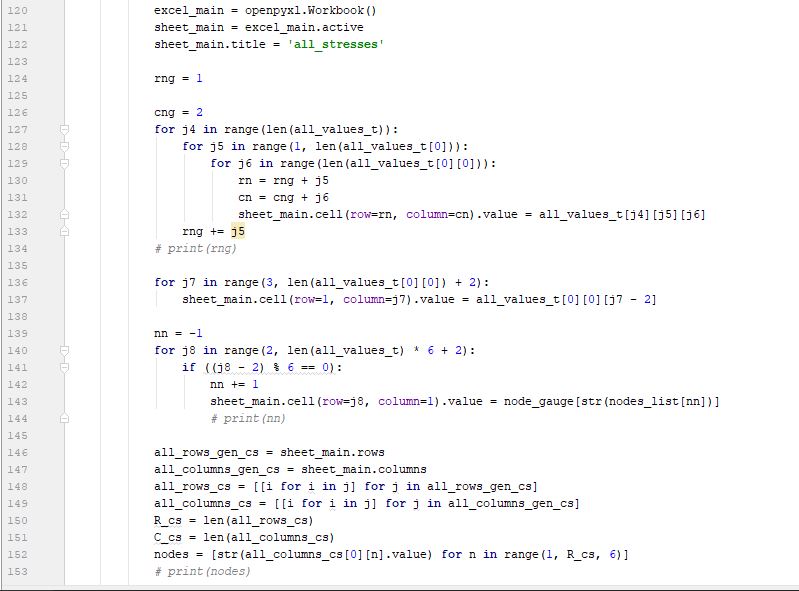 120 excel_main = openpyxl.Workbook()
121 sheet_main = excel_main.active
122 sheet_main.title = 'all_stresses'
123
124 rng = 1
125
126 cng = 2
127 for j4 in range(len(all_values_t)):
128 for j5 in range(1, len(all_values_t[0])):
129 for j6 in range(len(all_values_t[0][0])):
130 rn = rng + j5
131 cn = cng + j6
132 sheet_main.cell(row=rn, column=cn).value = all_values_t[j4][j5][j6]
133 rng += j5
134 # print(rng)
135
136 for j7 in range(3, len(all_values_t[0][0]) + 2):
137 sheet_main.cell(row=1, column=j7).value = all_values_t[0][0][j7 - 2]
138
139 nn = -1
140 for j8 in range(2, len(all_values_t) * 6 + 2):
141 if ((j8 - 2) % 6 == 0):
142 nn += 1
143 sheet_main.cell(row=j8, column=1).value = node_gauge[str(nodes_list[nn])]
144 # print(nn)
145
146 all_rows_gen_cs = sheet_main.rows
147 all_columns_gen_cs = sheet_main.columns
148 all_rows_cs = [[i for i in j] for j in all_rows_gen_cs]
149 all_columns_cs = [[i for i in j] for j in all_columns_gen_cs]
150 R_cs = len(all_rows_cs)
151 C_cs = len(all_columns_cs)
152 nodes = [str(all_columns_cs[0][n].value) for n in range(1, R_cs, 6)]
153 # print(nodes)